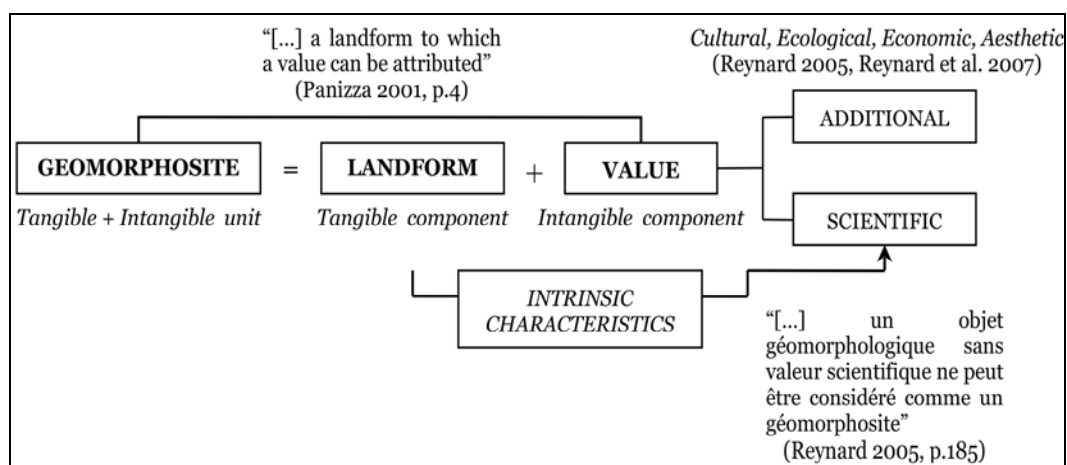 “[...] a landform to which
a value can be attributed”
(Panizza 2001, p.4)
Cultural, Ecological, Economic, Aesthetic
(Reynard 2005, Reynard et al. 2007)
ADDITIONAL
GEOMORPHOSITE = LANDFORM + VALUE
Tangible + Intangible unit Tangible component Intangible component
SCIENTIFIC
INTRINSIC
CHARACTERISTICS
“[...] un objet
géomorphologique sans
valeur scientifique ne peut
être considéré comme un
géomorphosite”
(Reynard 2005, p.185)